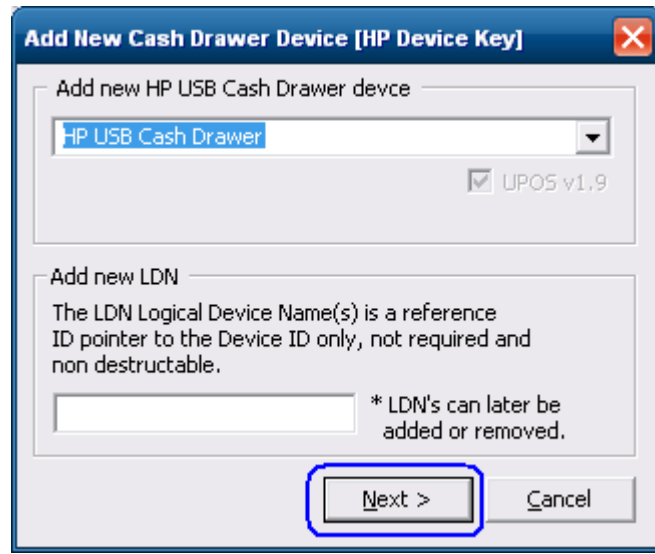 Add New Cash Drawer Device [HP Device Key]
Add new HP USB Cash Drawer devce
HP USB Cash Drawer
UPOS v1.9
Add new LDN
The LDN Logical Device Name(s) is a reference
ID pointer to the Device ID only, not required and
non destructable.
* LDN's can later be
added or removed.
Next >
Cancel